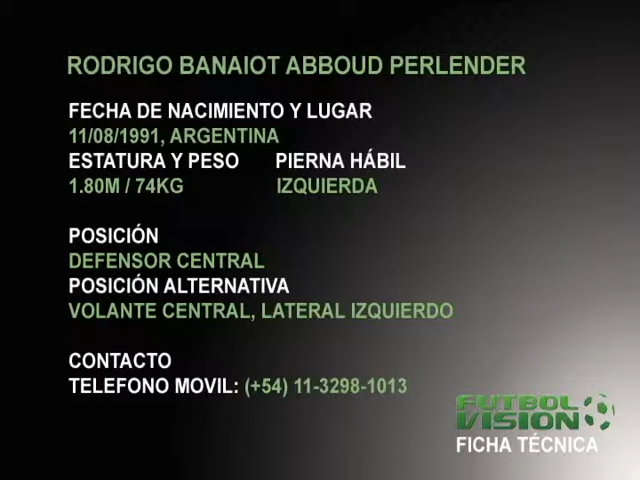 RODRIGO BANAIOT ABBOUD PERLENDER
FECHA DE NACIMIENTO Y LUGAR
11/08/1991, ARGENTINA
ESTATURA Y PESO PIERNA HÁBIL
1.80M / 74KG IZQUIERDA
POSICIÓN
DEFENSOR CENTRAL
POSICIÓN ALTERNATIVA
VOLANTE CENTRAL, LATERAL IZQUIERDO
CONTACTO
TELEFONO MOVIL: (+54) 11-3298-1013
FUTBOL
VISION
FICHA TÉCNICA